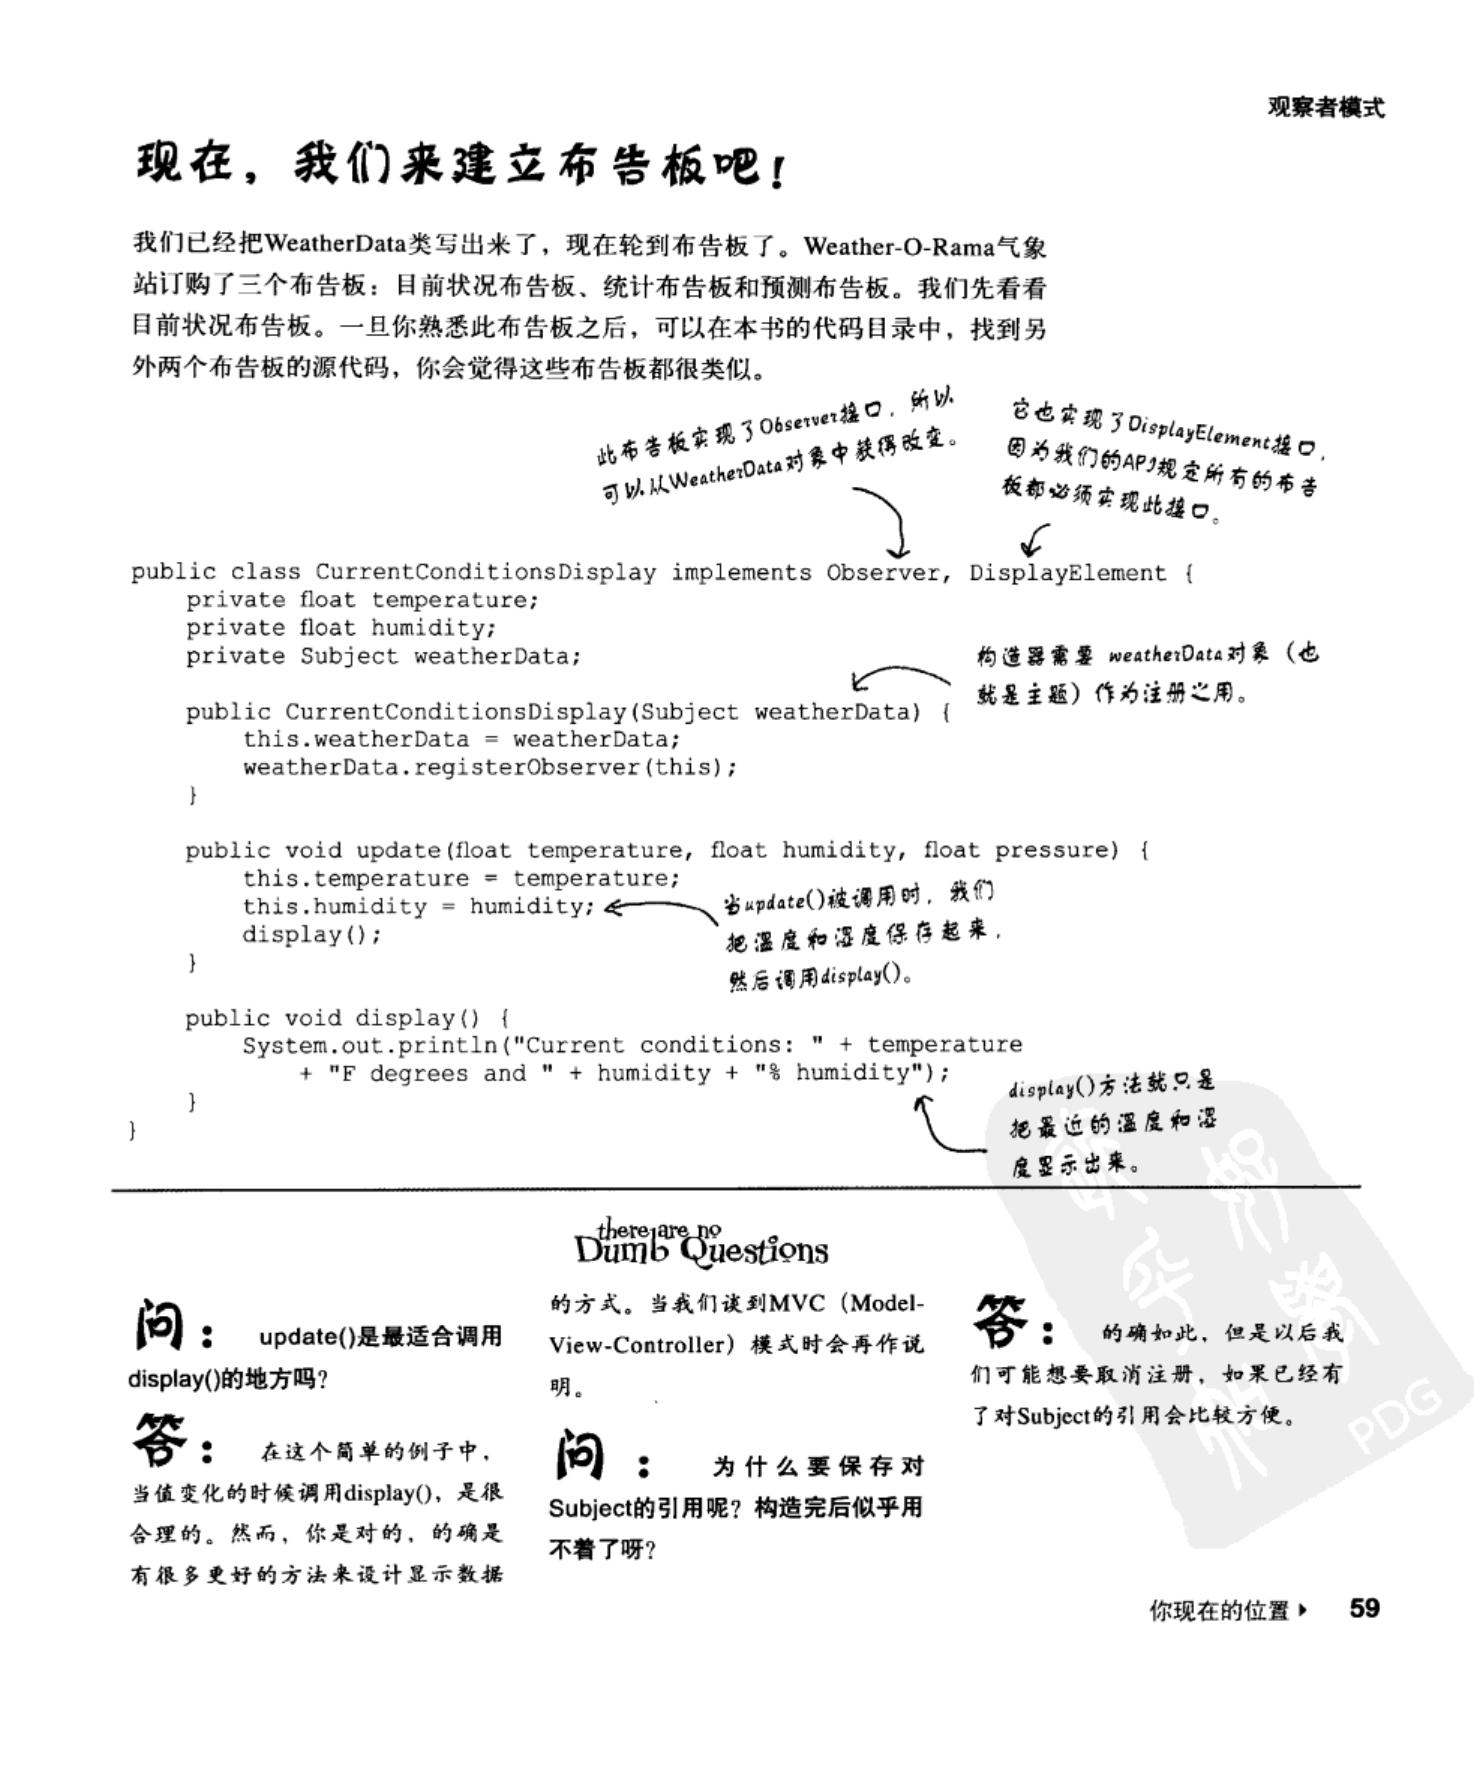 观察者模式
现在，我们来建立布告板吧！
我们已经把WeatherData类写出来了，现在轮到布告板了。Weather-O-Rama气象
站订购了三个布告板：目前状况布告板、统计布告板和预测布告板。我们先看看
目前状况布告板。一旦你熟悉此布告板之后，可以在本书的代码目录中，找到另
外两个布告板的源代码，你会觉得这些布告板都很类似。
此布告板实现了Observer接口，所以
可以从WeatherData对象中获得改变。
它也实现了DisplayElement接口，
因为我们的API规定所有的布告
板都必须实现此接口。
public class CurrentConditionsDisplay implements Observer, DisplayElement {
    private float temperature;
    private float humidity;
    private Subject weatherData;
构造器需要 weatherData对象（也
就是主题）作为注册之用。
    public CurrentConditionsDisplay(Subject weatherData) {
        this.weatherData = weatherData;
        weatherData.registerObserver(this);
    }
    public void update(float temperature, float humidity, float pressure) {
        this.temperature = temperature;
        this.humidity = humidity;
        display();
    }
当update()被调用时，我们
把温度和湿度保存起来，
然后调用display()。
    public void display() {
        System.out.println("Current conditions: " + temperature
            + "F degrees and " + humidity + "% humidity");
    }
}
display()方法就只是
把最近的温度和湿
度显示出来。
there are no
Dumb Questions
问： update()是最适合调用
display()的地方吗？
答： 在这个简单的例子中，
当值变化的时候调用display()，是很
合理的。然而，你是对的，的确是
有很多更好的方法来设计显示数据
的方式。当我们谈到MVC（Model-
View-Controller）模式时会再作说
明。
问： 为什么要保存对
Subject的引用呢？构造完后似乎用
不着了呀？
答： 的确如此，但是以后我
们可能想要取消注册，如果已经有
了对Subject的引用会比较方便。
PDG
你现在的位置 ▸ 59